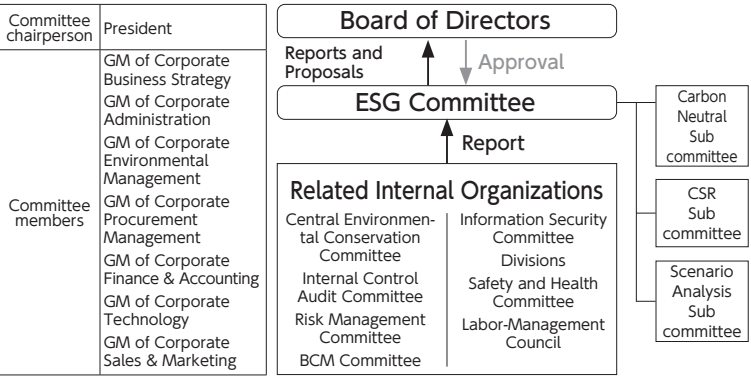 Committee
chairperson
President
Committee
members
GM of Corporate
Business Strategy
GM of Corporate
Administration
GM of Corporate
Environmental
Management
GM of Corporate
Procurement
Management
GM of Corporate
Finance & Accounting
GM of Corporate
Technology
GM of Corporate
Sales & Marketing
Board of Directors
Reports and
Proposals
Approval
ESG Committee
Report
Related Internal Organizations
Central Environmen-
tal Conservation
Committee
Internal Control
Audit Committee
Risk Management
Committee
BCM Committee
Information Security
Committee
Divisions
Safety and Health
Committee
Labor-Management
Council
Carbon
Neutral
Sub
committee
CSR
Sub
committee
Scenario
Analysis
Sub
committee